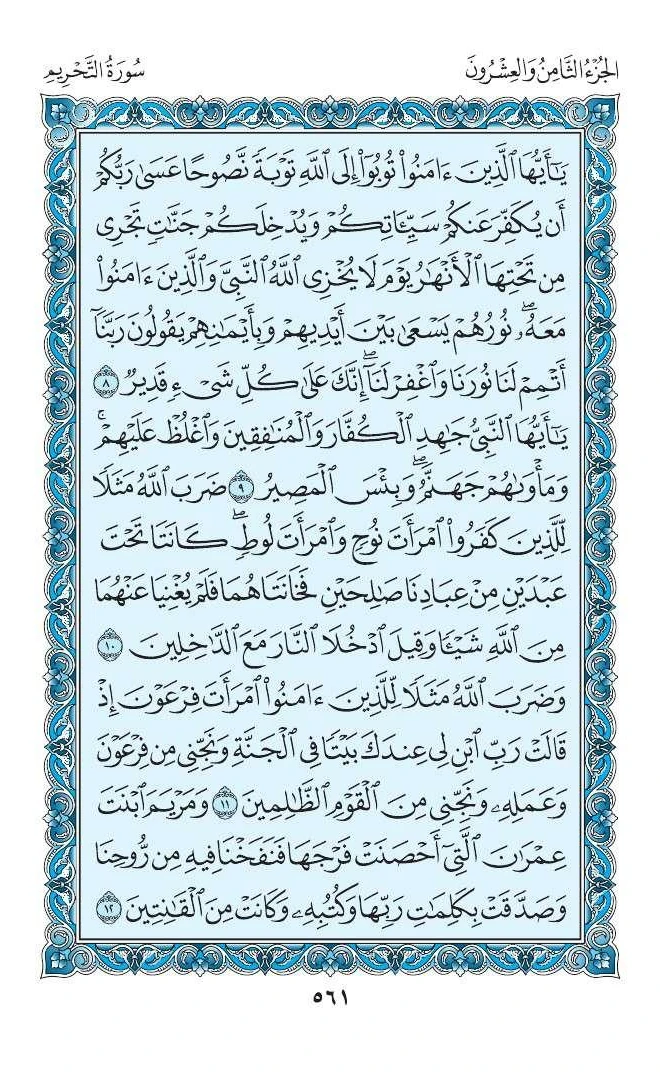 الجُزْءُ الثَّامِنُ وَالعِشْرُونَ
سُورَةُ التَّحْرِيمِ
يَـٰٓأَيُّهَا ٱلَّذِينَ ءَامَنُوا۟ تُوبُوٓا۟ إِلَى ٱللَّهِ تَوْبَةً نَّصُوحًا عَسَىٰ رَبُّكُمْ
أَن يُكَفِّرَ عَنكُمْ سَيِّـَٔاتِكُمْ وَيُدْخِلَكُمْ جَنَّـٰتٍ تَجْرِى
مِن تَحْتِهَا ٱلْأَنْهَـٰرُ يَوْمَ لَا يُخْزِى ٱللَّهُ ٱلنَّبِىَّ وَٱلَّذِينَ ءَامَنُوا۟
مَعَهُۥ ۖ نُورُهُمْ يَسْعَىٰ بَيْنَ أَيْدِيهِمْ وَبِأَيْمَـٰنِهِمْ يَقُولُونَ رَبَّنَآ
أَتْمِمْ لَنَا نُورَنَا وَٱغْفِرْ لَنَآ ۖ إِنَّكَ عَلَىٰ كُلِّ شَىْءٍ قَدِيرٌ ٨
يَـٰٓأَيُّهَا ٱلنَّبِىُّ جَـٰهِدِ ٱلْكُفَّارَ وَٱلْمُنَـٰفِقِينَ وَٱغْلُظْ عَلَيْهِمْ ۚ
وَمَأْوَىٰهُمْ جَهَنَّمُ ۖ وَبِئْسَ ٱلْمَصِيرُ ٩ ضَرَبَ ٱللَّهُ مَثَلًا
لِّلَّذِينَ كَفَرُوا۟ ٱمْرَأَتَ نُوحٍ وَٱمْرَأَتَ لُوطٍ ۖ كَانَتَا تَحْتَ
عَبْدَيْنِ مِنْ عِبَادِنَا صَـٰلِحَيْنِ فَخَانَتَاهُمَا فَلَمْ يُغْنِيَا عَنْهُمَا
مِنَ ٱللَّهِ شَيْـًٔا وَقِيلَ ٱدْخُلَا ٱلنَّارَ مَعَ ٱلدَّٰخِلِينَ ١٠
وَضَرَبَ ٱللَّهُ مَثَلًا لِّلَّذِينَ ءَامَنُوا۟ ٱمْرَأَتَ فِرْعَوْنَ إِذْ
قَالَتْ رَبِّ ٱبْنِ لِى عِندَكَ بَيْتًا فِى ٱلْجَنَّةِ وَنَجِّنِى مِن فِرْعَوْنَ
وَعَمَلِهِۦ وَنَجِّنِى مِنَ ٱلْقَوْمِ ٱلظَّـٰلِمِينَ ١١ وَمَرْيَمَ ٱبْنَتَ
عِمْرَٰنَ ٱلَّتِىٓ أَحْصَنَتْ فَرْجَهَا فَنَفَخْنَا فِيهِ مِن رُّوحِنَا
وَصَدَّقَتْ بِكَلِمَـٰتِ رَبِّهَا وَكُتُبِهِۦ وَكَانَتْ مِنَ ٱلْقَـٰنِتِينَ ١٢
٥٦١